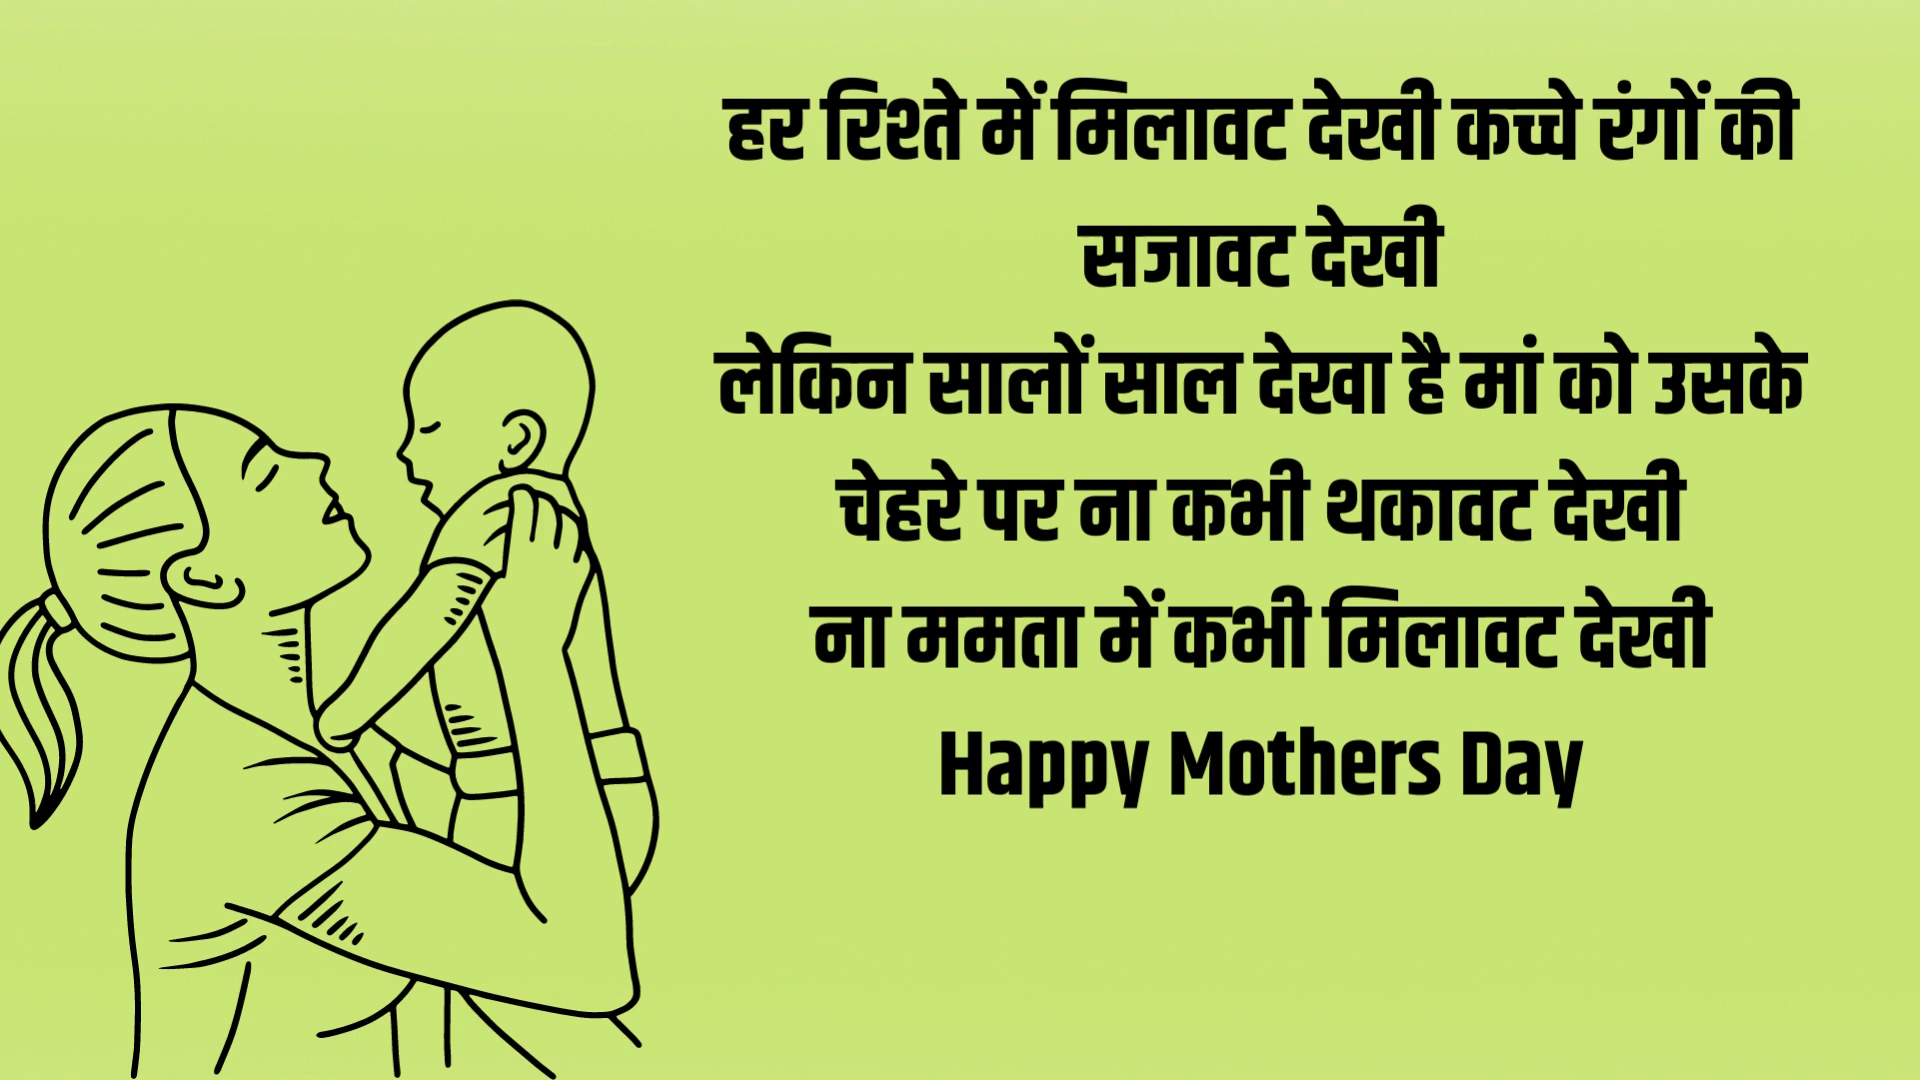 हर रिश्ते में मिलावट देखी कच्चे रंगों की
सजावट देखी
लेकिन सालों साल देखा है मां को उसके
चेहरे पर ना कभी थकावट देखी
ना ममता में कभी मिलावट देखी
Happy Mothers Day